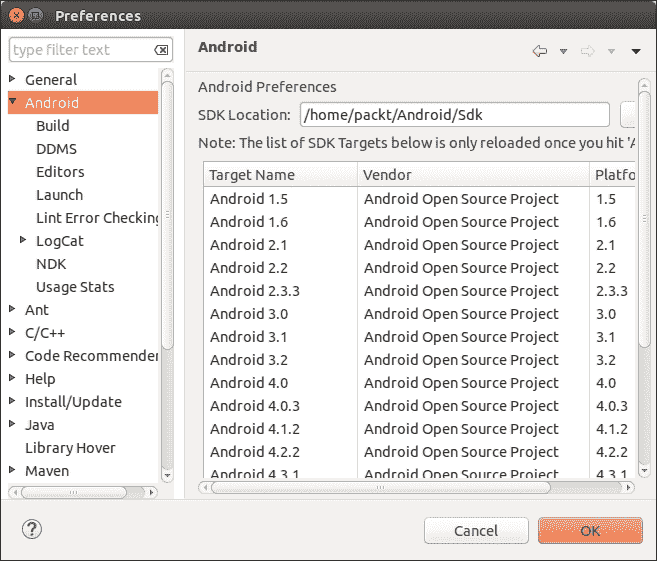 Preferences
type filter text
General
Android
Build
DDMS
Editors
Launch
Lint Error Checking
LogCat
NDK
Usage Stats
Ant
C/C++
Code Recommender
Help
Install/Update
Java
Library Hover
Maven
Android
Android Preferences
SDK Location: /home/packt/Android/Sdk
Note: The list of SDK Targets below is only reloaded once you hit 'A
Target Name Vendor Platfo
Android 1.5 Android Open Source Project 1.5
Android 1.6 Android Open Source Project 1.6
Android 2.1 Android Open Source Project 2.1
Android 2.2 Android Open Source Project 2.2
Android 2.3.3 Android Open Source Project 2.3.3
Android 3.0 Android Open Source Project 3.0
Android 3.1 Android Open Source Project 3.1
Android 3.2 Android Open Source Project 3.2
Android 4.0 Android Open Source Project 4.0
Android 4.0.3 Android Open Source Project 4.0.3
Android 4.1.2 Android Open Source Project 4.1.2
Android 4.2.2 Android Open Source Project 4.2.2
Android 4.3.1 Android Open Source Project 4.3.1
?
Cancel
OK